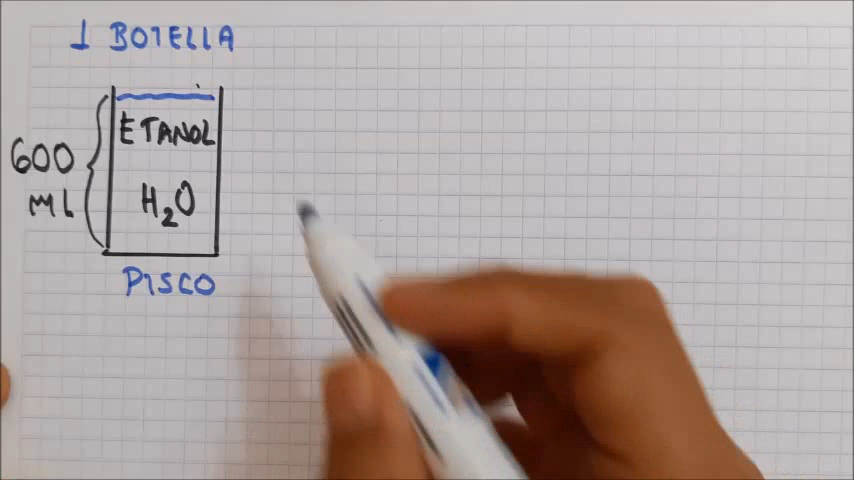 1 BOTELLA
ETANOL
600
ml
H₂O
PISCO